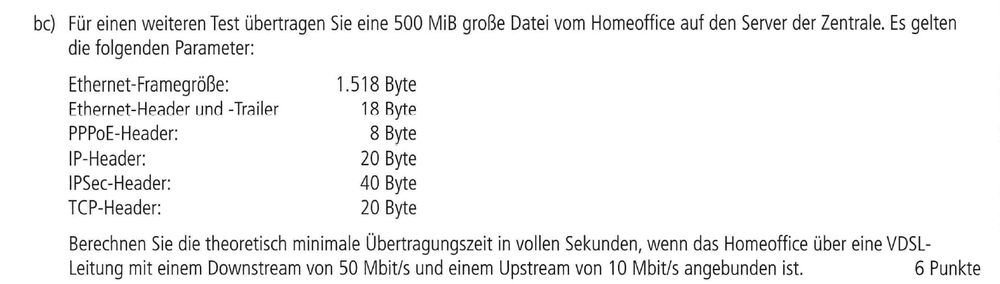 bc) Für einen weiteren Test übertragen Sie eine 500 MiB große Datei vom Homeoffice auf den Server der Zentrale. Es gelten
die folgenden Parameter:
Ethernet-Framegröße: 1.518 Byte
Ethernet-Header und -Trailer 18 Byte
PPPoE-Header: 8 Byte
IP-Header: 20 Byte
IPSec-Header: 40 Byte
TCP-Header: 20 Byte
Berechnen Sie die theoretisch minimale Übertragungszeit in vollen Sekunden, wenn das Homeoffice über eine VDSL-
Leitung mit einem Downstream von 50 Mbit/s und einem Upstream von 10 Mbit/s angebunden ist. 6 Punkte